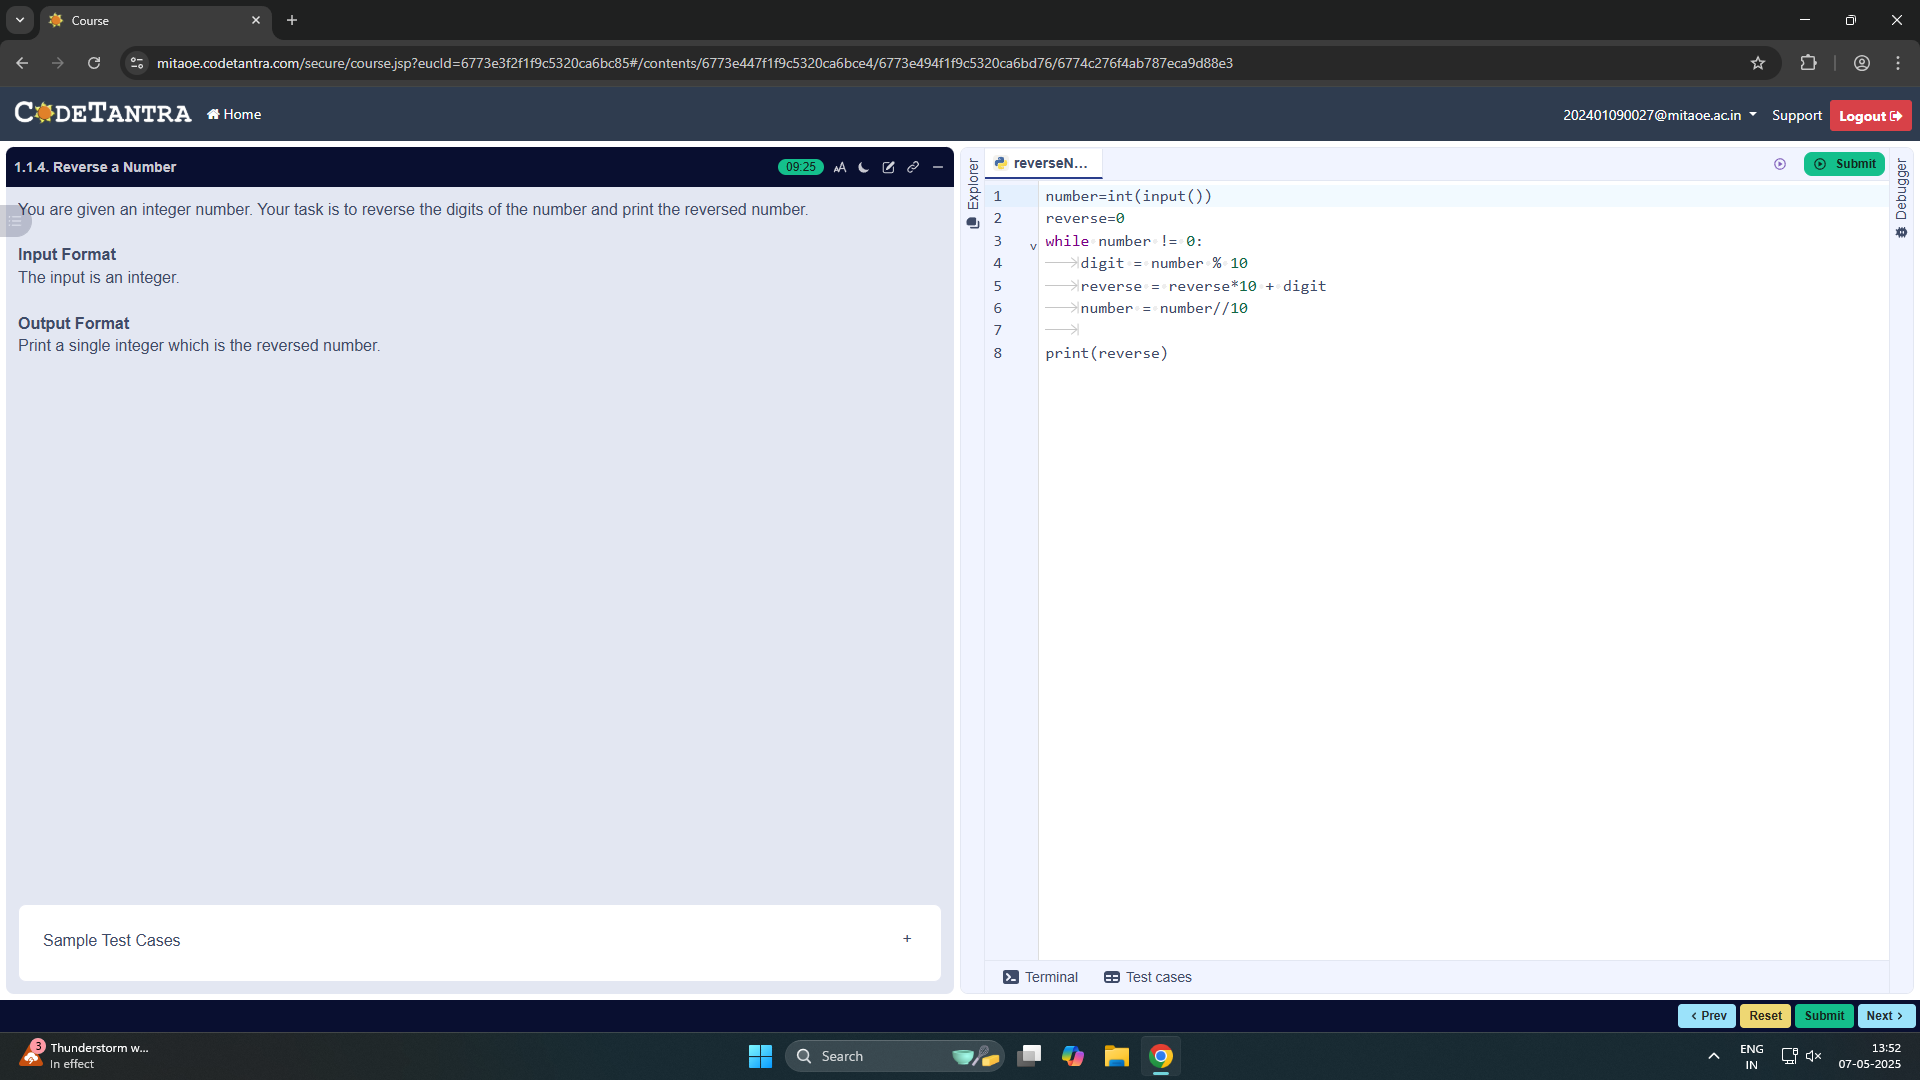 Course
mitaoe.codetantra.com/secure/course.jsp?eucId=6773e3f2f1f9c5320ca6bc85#/contents/6773e447f1f9c5320ca6bce4/6773e494f1f9c5320ca6bd76/6774c276f4ab787eca9d88e3
CODETANTRA Home
202401090027@mitaoe.ac.in Support Logout
1.1.4. Reverse a Number 09:25
You are given an integer number. Your task is to reverse the digits of the number and print the reversed number.
Input Format
The input is an integer.
Output Format
Print a single integer which is the reversed number.
Sample Test Cases +
Explorer
reverseN...
Submit
Debugger
1 number=int(input())
2 reverse=0
3 while number != 0:
4 digit = number % 10
5 reverse = reverse*10 + digit
6 number = number//10
7
8 print(reverse)
Terminal Test cases
Prev Reset Submit Next
3
Thunderstorm w...
In effect
Search
ENG
IN
13:52
07-05-2025